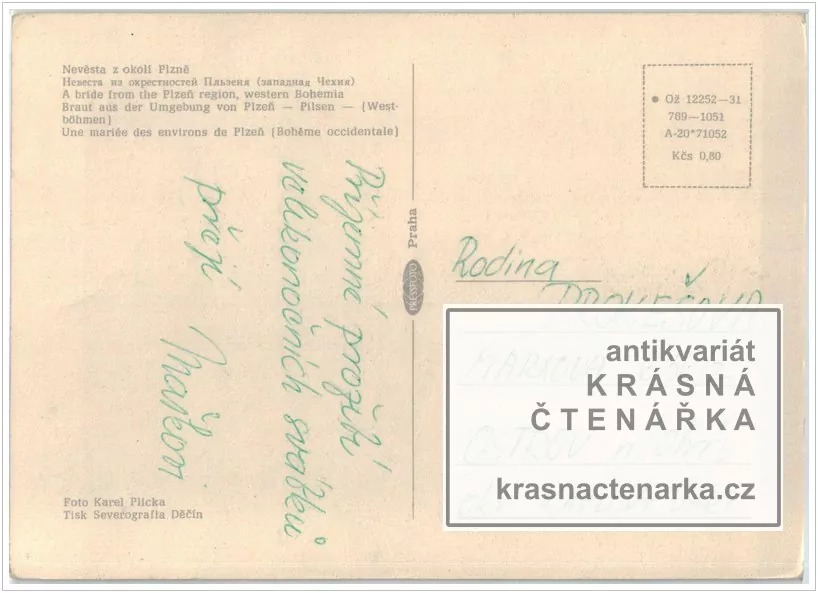 Nevěsta z okolí Plzně
Невеста из окрестностей Пльзеня (западная Чехия)
A bride from the Plzeň region, western Bohemia
Braut aus der Umgebung von Plzeň — Pilsen — (West-
böhmen)
Une mariée des environs de Plzeň (Bohême occidentale)
Ož 12252—31
769—1051
A-20*71052
Kčs 0,80
Příjemné prožití
velikonočních svátků
přejí
Praha
PRESSFOTO
Rodina
antikvariát
KRÁSNÁ
ČTENÁŘKA
krasnactenarka.cz
Foto Karel Plicka
Tisk Severografia Děčín